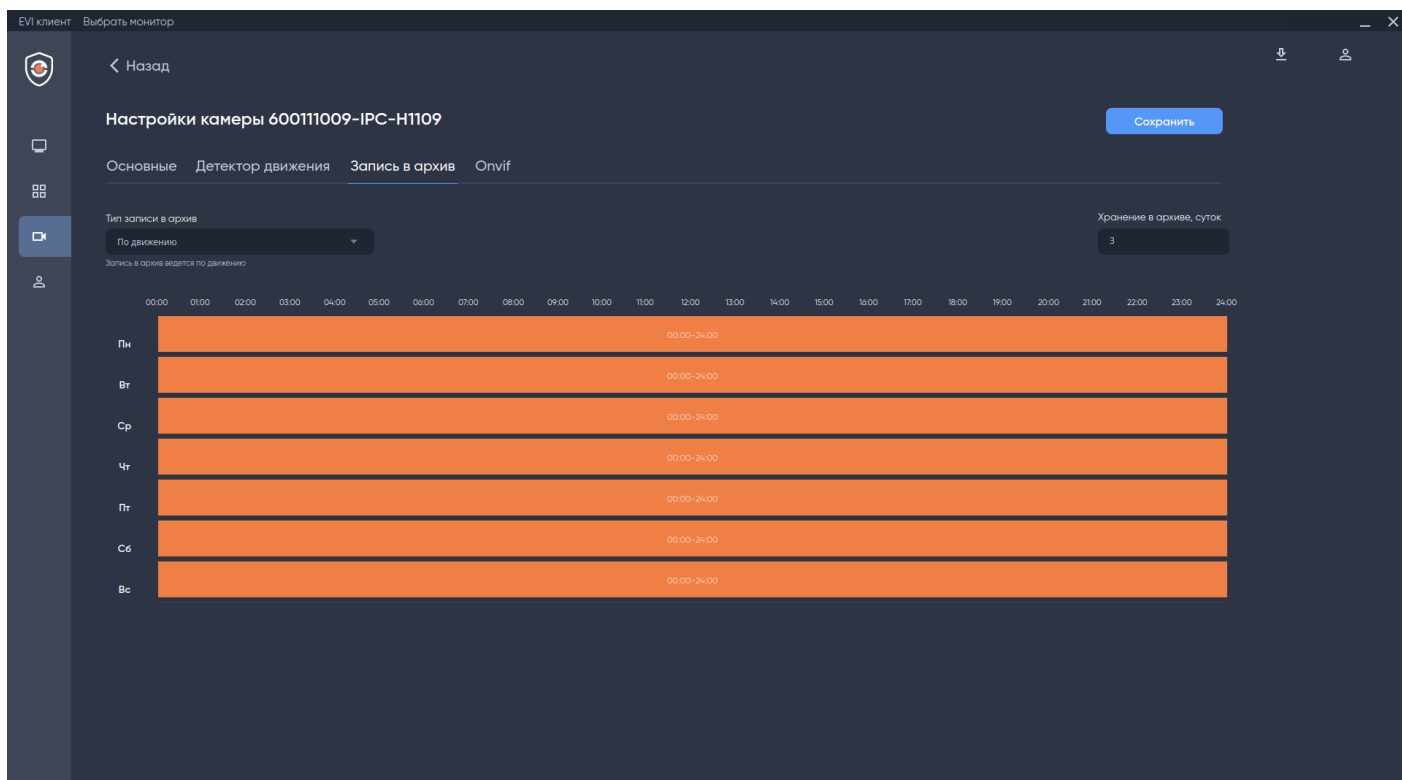 EVI клиент Выбрать монитор
Назад
Настройки камеры 600111009-IPC-H1109
Сохранить
Основные Детектор движения Запись в архив Onvif
Тип записи в архив
Хранение в архиве, суток
По движению
3
Запись в архив ведется по движению
00:00 01:00 02:00 03:00 04:00 05:00 06:00 07:00 08:00 09:00 10:00 11:00 12:00 13:00 14:00 15:00 16:00 17:00 18:00 19:00 20:00 21:00 22:00 23:00 24:00
Пн 00:00-24:00
Вт 00:00-24:00
Ср 00:00-24:00
Чт 00:00-24:00
Пт 00:00-24:00
Сб 00:00-24:00
Вс 00:00-24:00